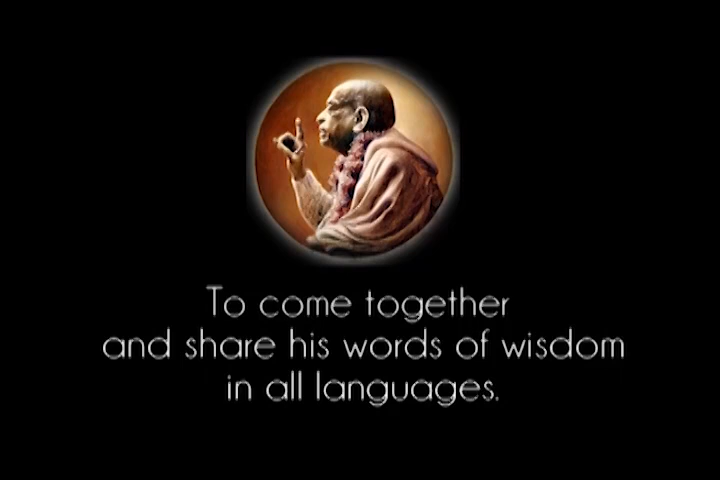 To come together
and share his words of wisdom
in all languages.